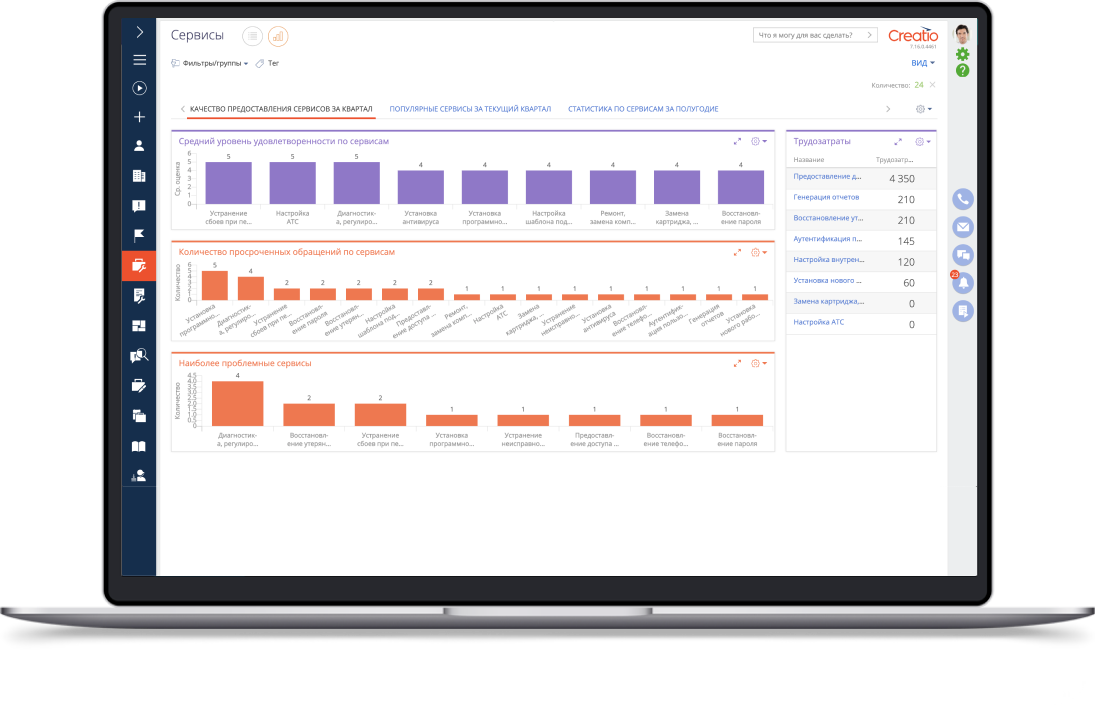 Сервисы
Что я могу для вас сделать?
Creatio
7.16.0.4461
Фильтры/группы
Тег
ВИД
Количество: 24
КАЧЕСТВО ПРЕДОСТАВЛЕНИЯ СЕРВИСОВ ЗА КВАРТАЛ
ПОПУЛЯРНЫЕ СЕРВИСЫ ЗА ТЕКУЩИЙ КВАРТАЛ
СТАТИСТИКА ПО СЕРВИСАМ ЗА ПОЛУГОДИЕ
Средний уровень удовлетворенности по сервисам
Ср. оценка
6
5
4
3
2
1
0
5 5 5 4 4 4 4 4 4
Устранение
сбоев при пе...
Настройка
АТС
Диагностик-
а, регулиро...
Установка
антивируса
Установка
программно...
Настройка
шаблона под...
Ремонт,
замена комп...
Замена
картриджа, ...
Восстановл-
ение пароля
Количество просроченных обращений по сервисам
Количество
6
5
4
3
2
1
0
5 4 2 2 2 2 2 1 1 1 1 1 1 1 1 1
Установка
программно...
Диагностик-
а, регулиро...
Устранение
сбоев при пе...
Восстановл-
ение пароля
Восстановл-
ение утерян...
Настройка
шаблона под...
Предоставл-
ение доступа ...
Ремонт,
замена комп...
Настройка
АТС
Замена
картриджа, ...
Устранение
неисправно...
Установка
антивируса
Восстановл-
ение телефо...
Аутентифик-
ация пользо...
Генерация
отчетов
Установка
нового рабо...
Наиболее проблемные сервисы
Количество
4.5
4.0
3.5
3.0
2.5
2.0
1.5
1.0
0.5
0
4 2 2 1 1 1 1 1
Диагностик-
а, регулиро...
Восстановл-
ение утерян...
Устранение
сбоев при пе...
Установка
программно...
Устранение
неисправно...
Предоставл-
ение доступа ...
Восстановл-
ение телефо...
Восстановл-
ение пароля
Трудозатраты
Название Трудозатр...
Предоставление д... 4 350
Генерация отчетов 210
Восстановление ут... 210
Аутентификация п... 145
Настройка внутрен... 120
Установка нового ... 60
Замена картриджа,... 0
Настройка АТС 0
23